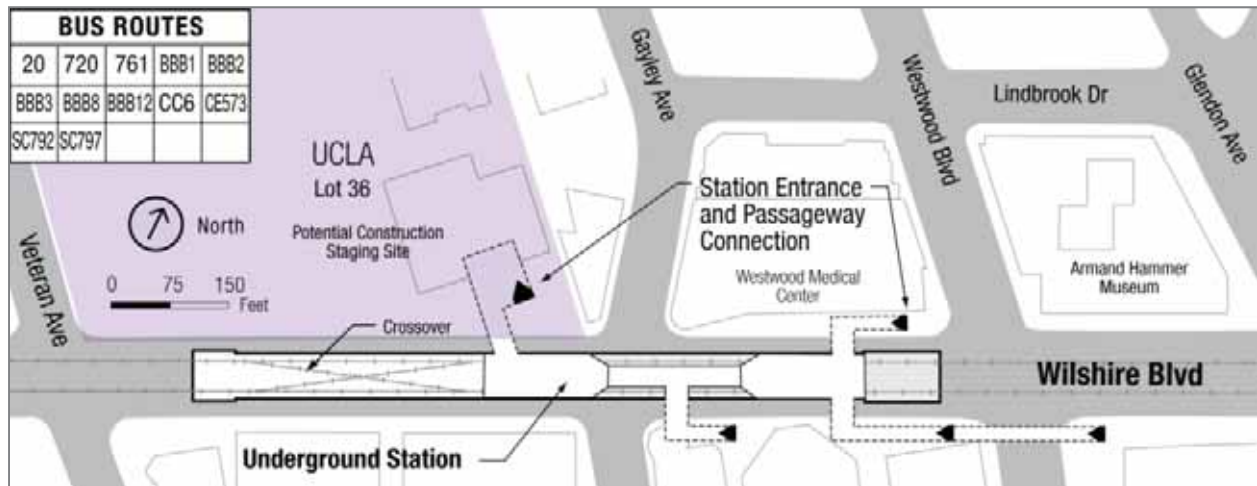 BUS ROUTES
20 720 761 BBB1 BBB2
BBB3 BBB8 BBB12 CC6 CE573
SC792 SC797
UCLA
Lot 36
Potential Construction
Staging Site
North
0 75 150
Feet
Crossover
Veteran Ave
Gayley Ave
Westwood Blvd
Lindbrook Dr
Glendon Ave
Station Entrance
and Passageway
Connection
Westwood Medical
Center
Armand Hammer
Museum
Wilshire Blvd
Underground Station